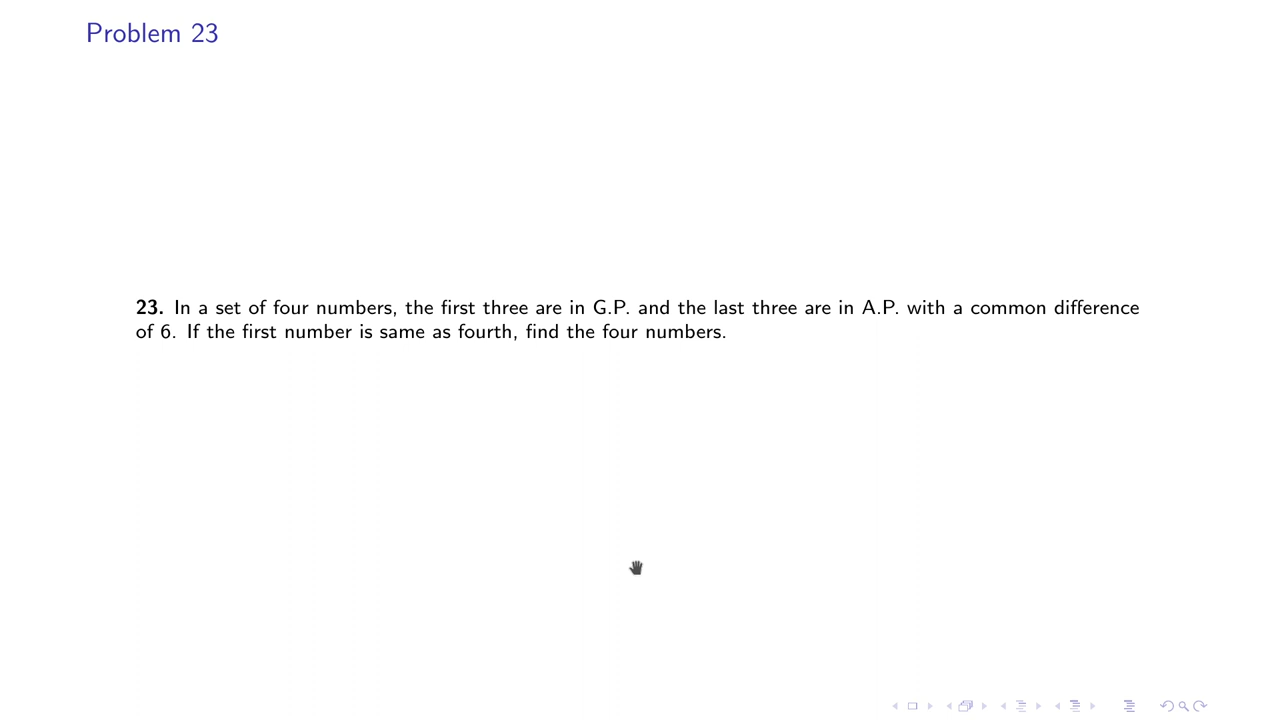 Problem 23
23. In a set of four numbers, the first three are in G.P. and the last three are in A.P. with a common difference
of 6. If the first number is same as fourth, find the four numbers.